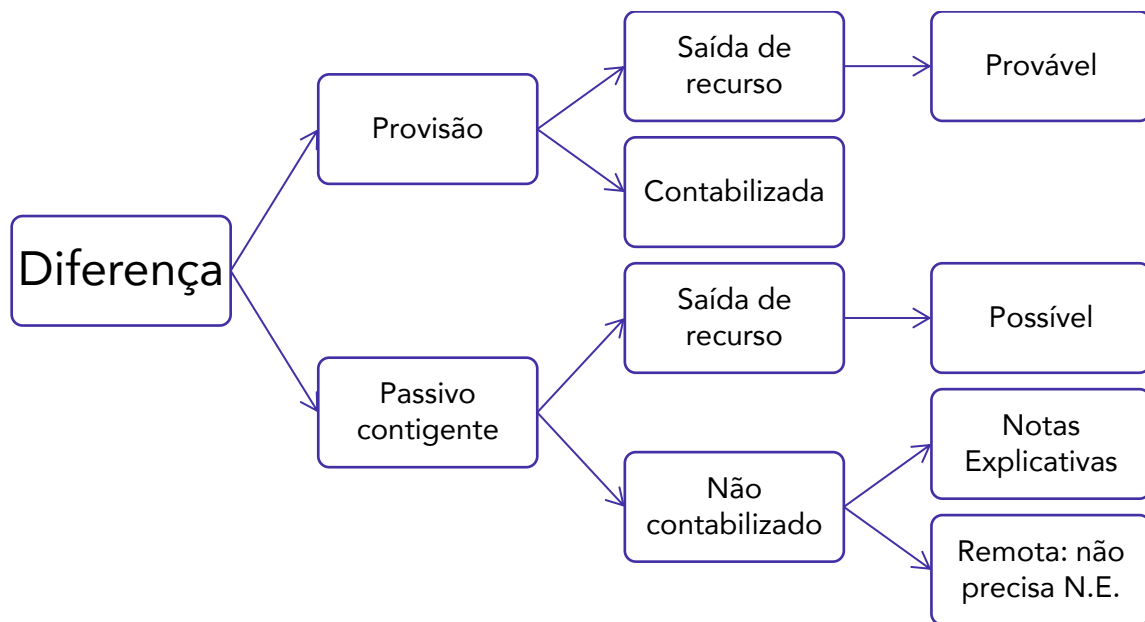 Diferença
Provisão
Saída de
recurso
Provável
Contabilizada
Passivo
contigente
Saída de
recurso
Possível
Não
contabilizado
Notas
Explicativas
Remota: não
precisa N.E.